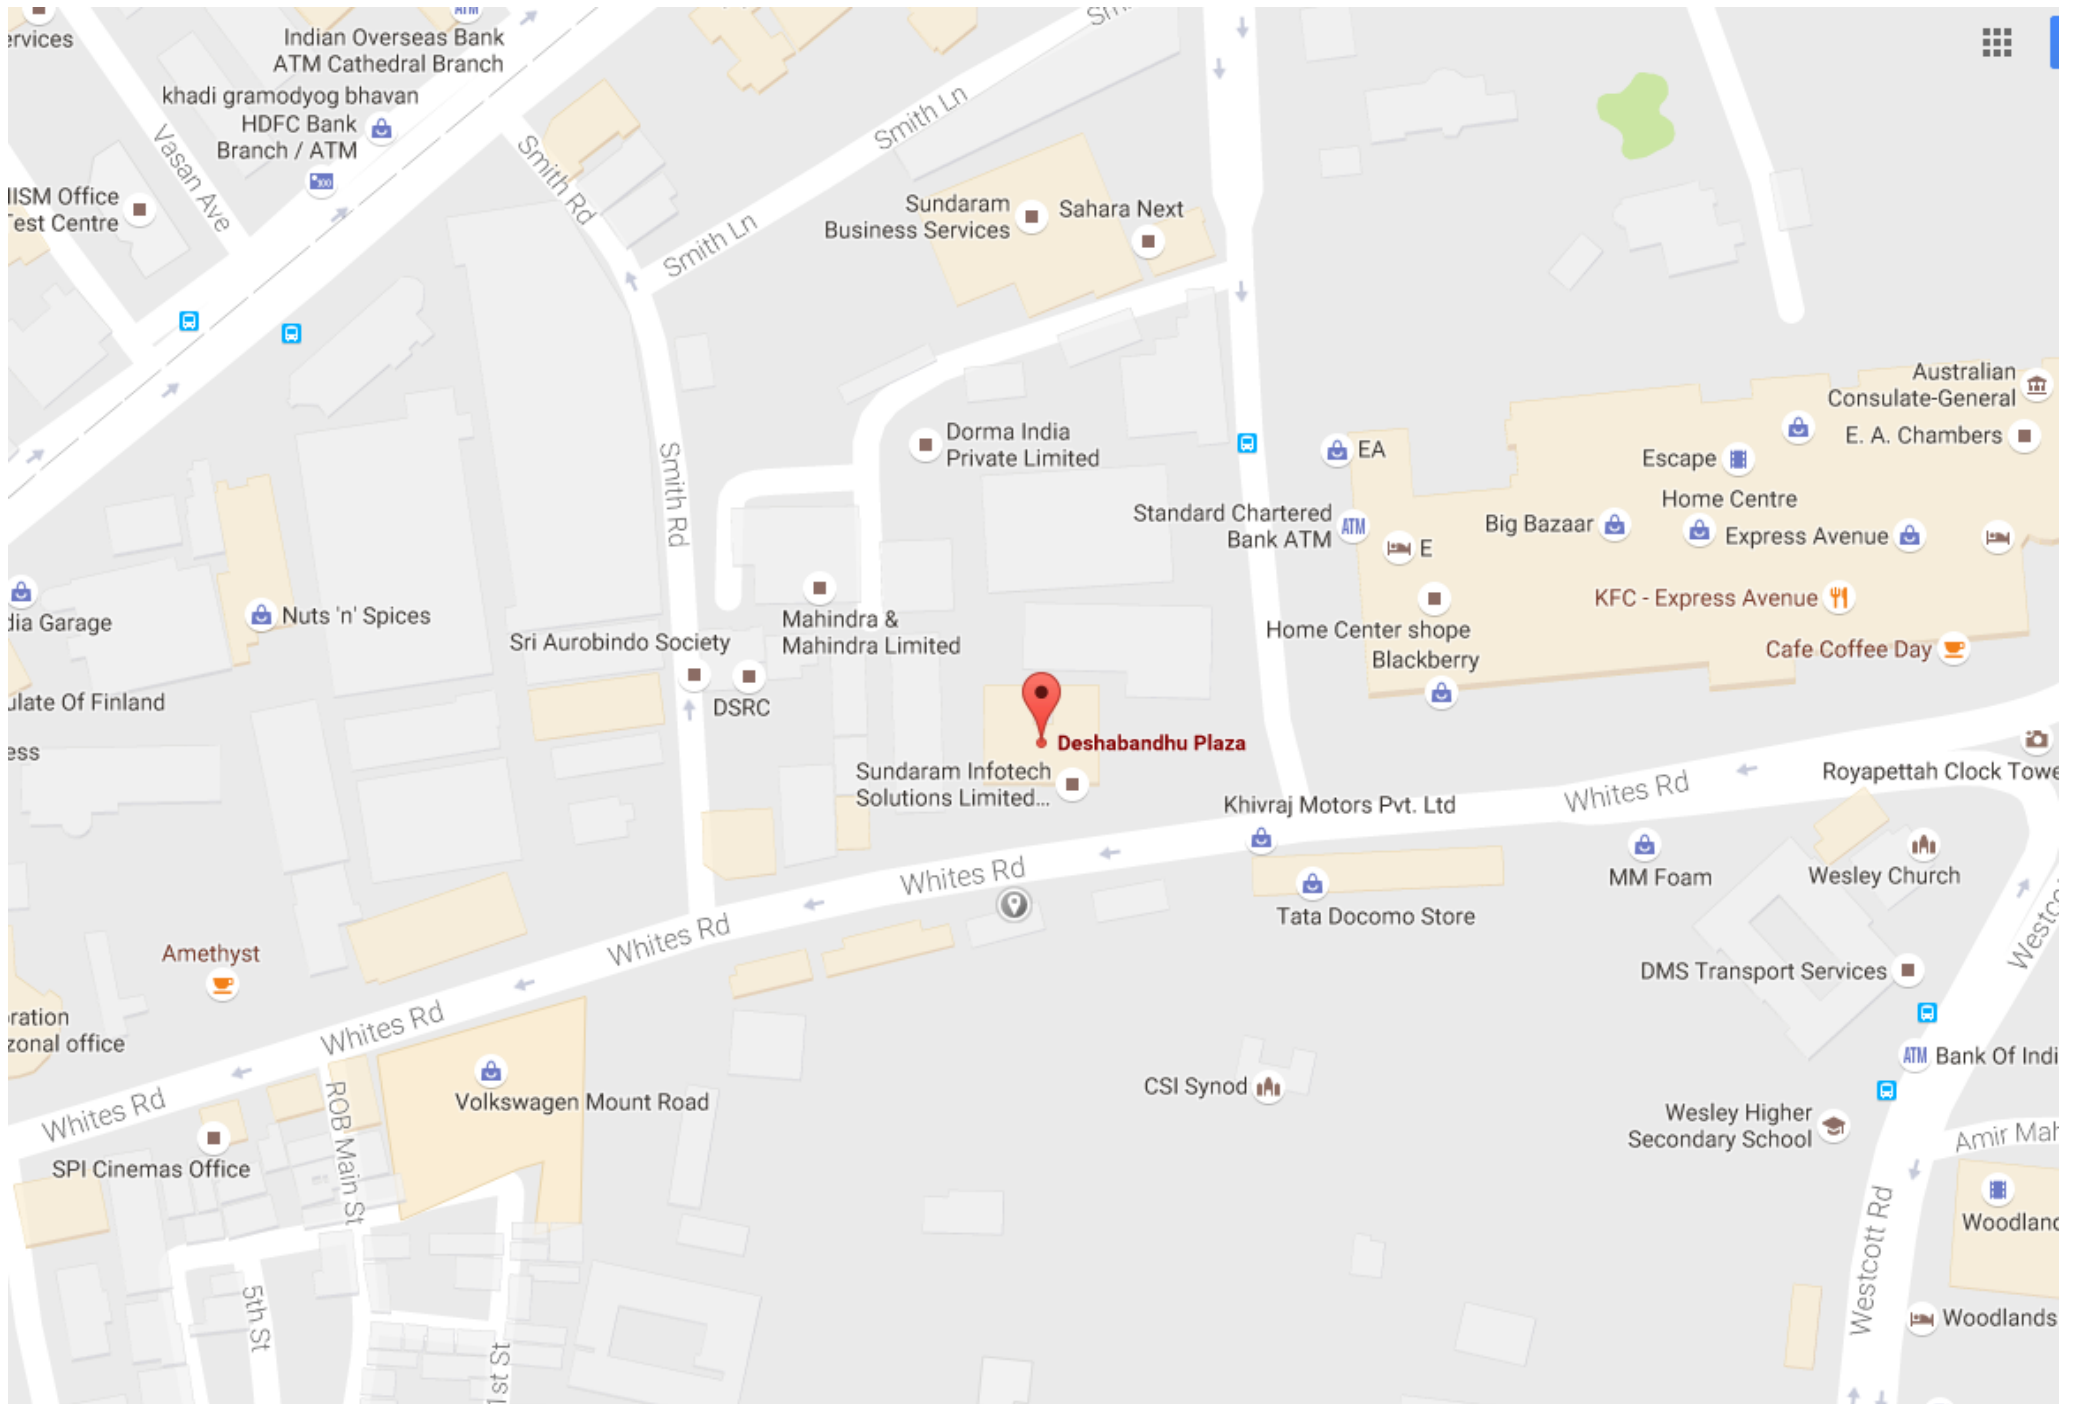 ATM
ervices
Indian Overseas Bank
ATM Cathedral Branch
khadi gramodyog bhavan
HDFC Bank
Branch / ATM
Vasan Ave
IISM Office
Test Centre
Smith Rd
Smith Ln
Smith Ln
Sundaram
Business Services
Sahara Next
Dorma India
Private Limited
Smith Rd
Australian
Consulate-General
E. A. Chambers
EA
Escape
Home Centre
Standard Chartered
Bank ATM
ATM
E
Big Bazaar
Express Avenue
KFC - Express Avenue
Home Center shope
Blackberry
Cafe Coffee Day
dia Garage
Nuts 'n' Spices
Sri Aurobindo Society
Mahindra &
Mahindra Limited
DSRC
ulate Of Finland
ess
Deshabandhu Plaza
Sundaram Infotech
Solutions Limited...
Khivraj Motors Pvt. Ltd
Whites Rd
Royapettah Clock Towe
Whites Rd
MM Foam
Wesley Church
Tata Docomo Store
Whites Rd
Westco
Amethyst
DMS Transport Services
oration
zonal office
Whites Rd
ATM
Bank Of Indi
CSI Synod
Volkswagen Mount Road
Whites Rd
ROB Main St
Wesley Higher
Secondary School
Amir Mah
SPI Cinemas Office
Woodland
Westcott Rd
5th St
1st St
Woodlands